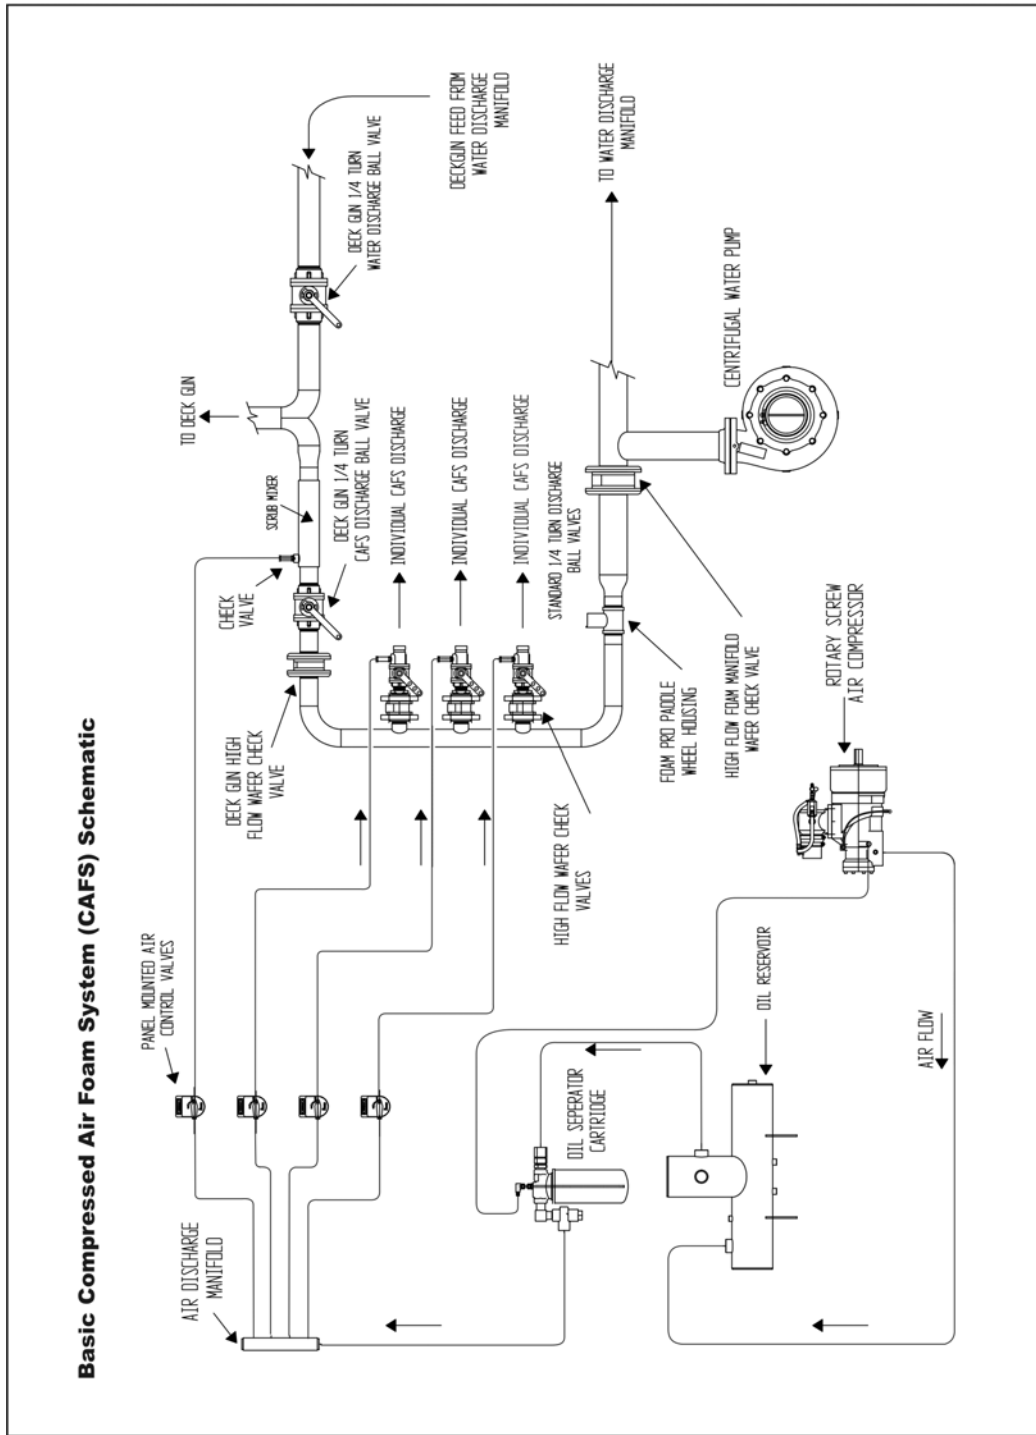 Basic Compressed Air Foam System (CAFS) Schematic
DECKGUN FEED FROM
WATER DISCHARGE
MANIFOLD
DECK GUN 1/4 TURN
WATER DISCHARGE BALL VALVE
TO DECK GUN
SCRUB MIXER
DECK GUN 1/4 TURN
CAFS DISCHARGE BALL VALVE
CHECK
VALVE
DECK GUN HIGH
FLOW WAFER CHECK
VALVE
PANEL MOUNTED AIR
CONTROL VALVES
AIR DISCHARGE
MANIFOLD
INDIVIDUAL CAFS DISCHARGE
INDIVIDUAL CAFS DISCHARGE
INDIVIDUAL CAFS DISCHARGE
STANDARD 1/4 TURN DISCHARGE
BALL VALVES
TO WATER DISCHARGE
MANIFOLD
CENTRIFUGAL WATER PUMP
HIGH FLOW WAFER CHECK
VALVES
FOAM PRO PADDLE
WHEEL HOUSING
HIGH FLOW FOAM MANIFOLD
WAFER CHECK VALVE
ROTARY SCREW
AIR COMPRESSOR
OIL SEPERATOR
CARTRIDGE
OIL RESERVOIR
AIR FLOW